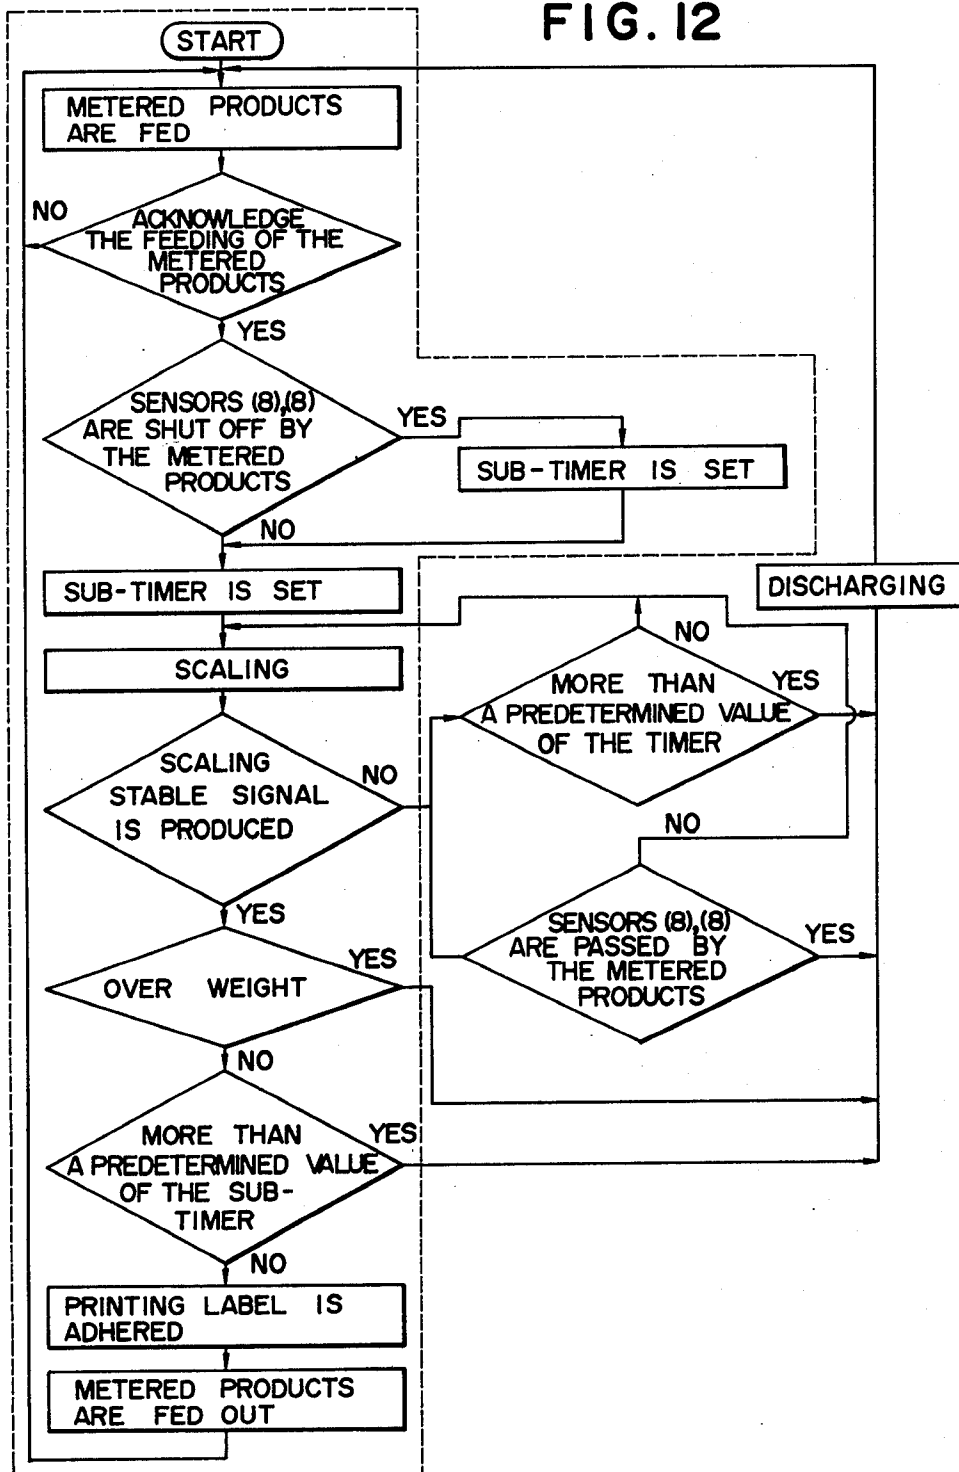 FIG. 12
START
METERED PRODUCTS
ARE FED
NO
ACKNOWLEDGE
THE FEEDING OF THE
METERED
PRODUCTS
YES
SENSORS (8),(8)
ARE SHUT OFF BY
THE METERED
PRODUCTS
YES
SUB-TIMER IS SET
NO
SUB-TIMER IS SET
DISCHARGING
SCALING
NO
MORE THAN
A PREDETERMINED VALUE
OF THE TIMER
YES
SCALING
STABLE SIGNAL
IS PRODUCED
NO
NO
YES
SENSORS (8),(8)
ARE PASSED BY
THE METERED
PRODUCTS
YES
OVER WEIGHT
YES
NO
MORE THAN
A PREDETERMINED VALUE
OF THE SUB-
TIMER
YES
NO
PRINTING LABEL IS
ADHERED
METERED PRODUCTS
ARE FED OUT